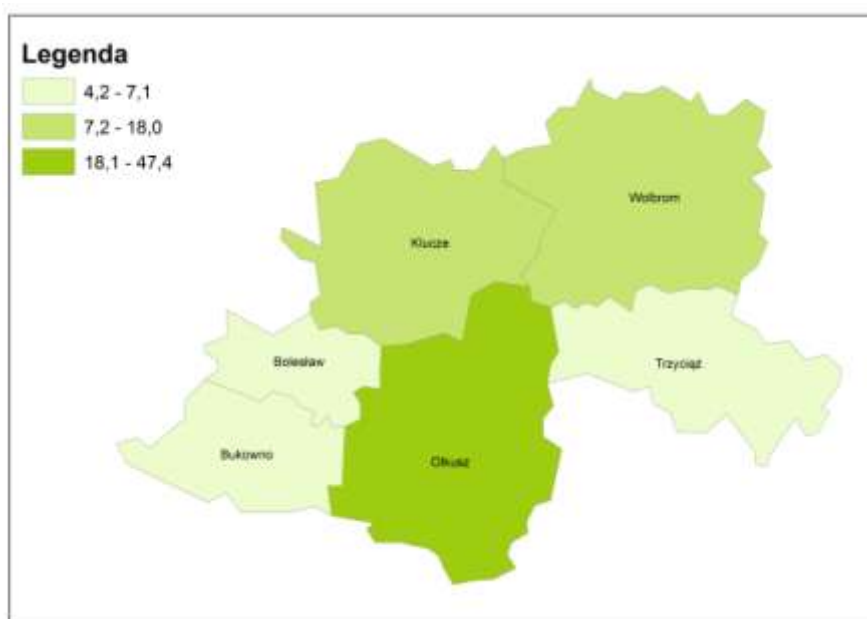 Legenda
4,2 - 7,1
7,2 - 18,0
18,1 - 47,4
Wolbrom
Klucze
Bolesław
Trzyciąż
Bukowno
Olkusz